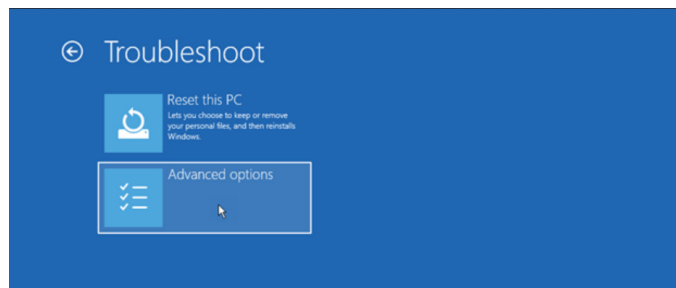 Troubleshoot
Reset this PC
Lets you choose to keep or remove
your personal files, and then reinstalls
Windows.
Advanced options